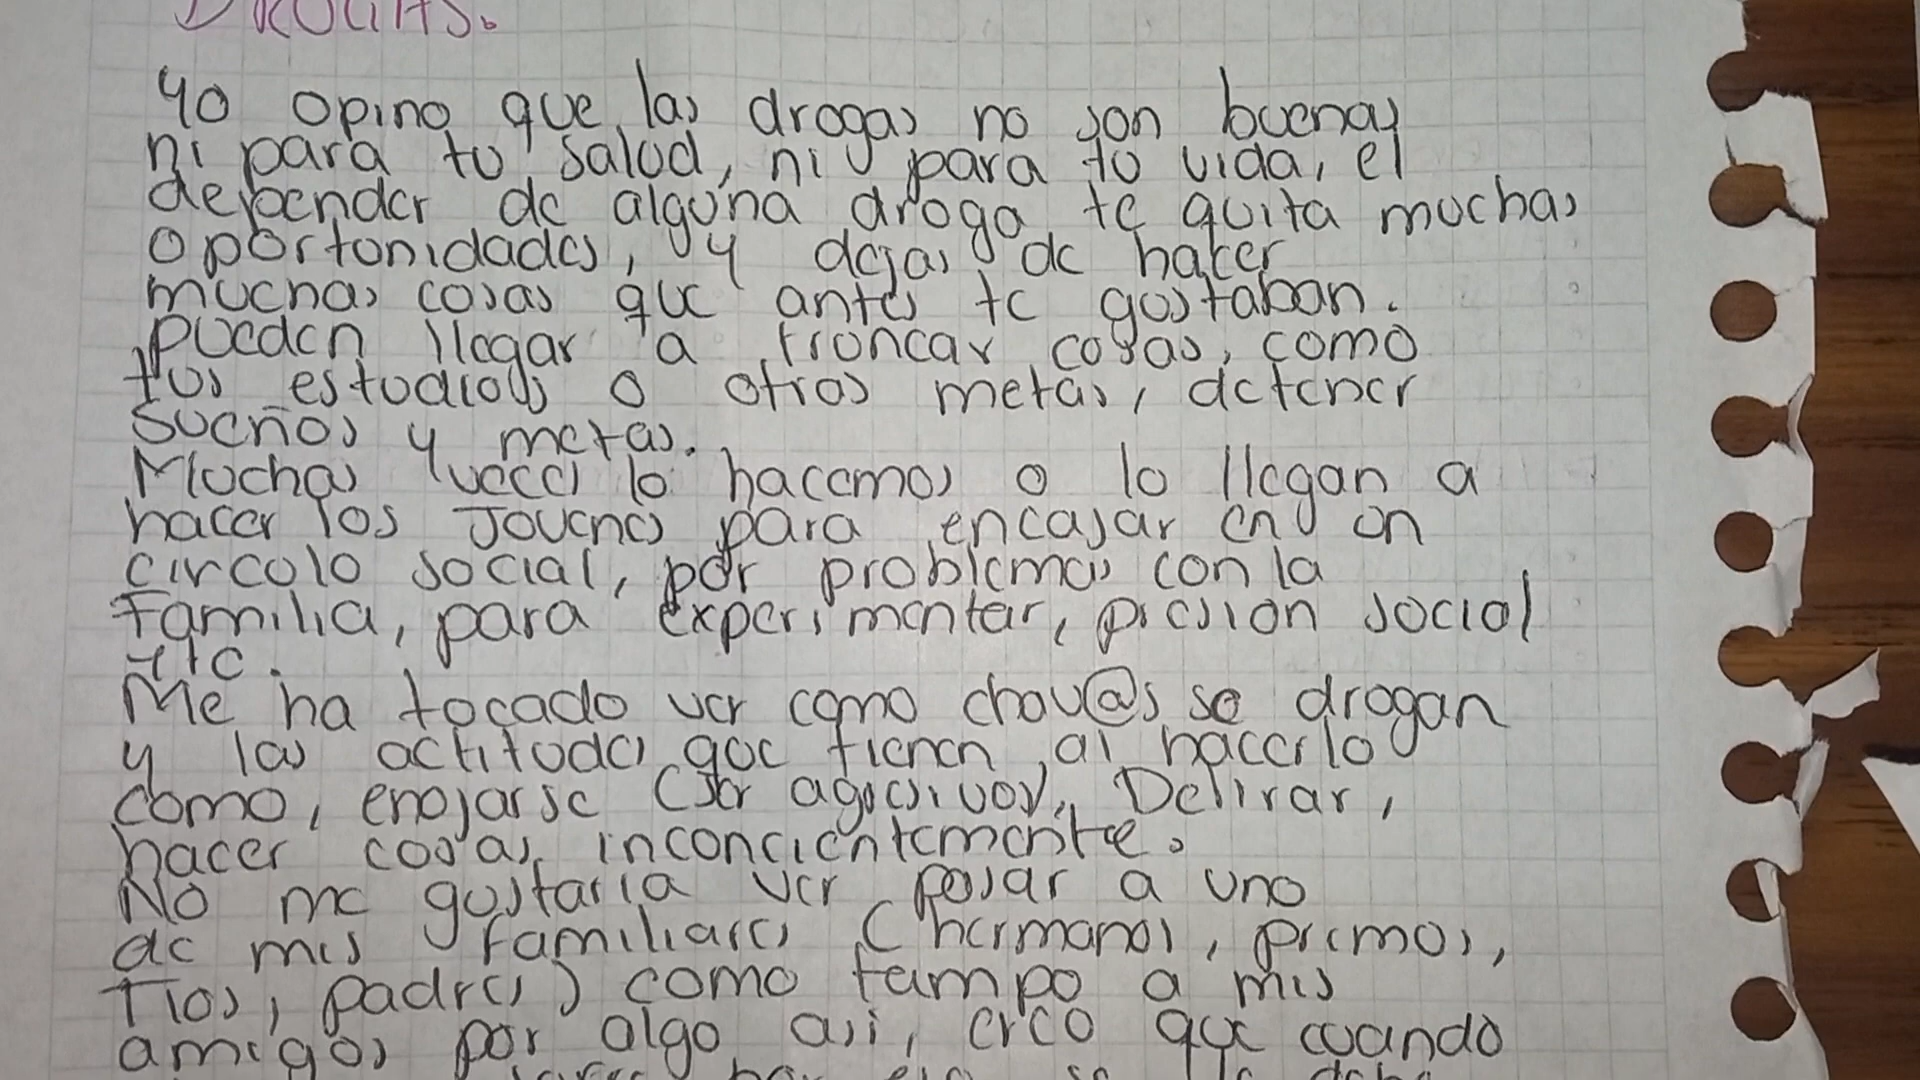 DROGAS.
Yo opino que las drogas no son buenas
ni para tu salud, ni para tu vida, el
depender de alguna droga te quita muchas
oportunidades, y dejas de hacer
muchas cosas que antes te gustaban.
pueden llegar a troncar cosas, como
tus estudios o otras metas, detener
sueños y metas.
Muchas veces lo hacemos o lo llegan a
hacer los Jovenes para encajar en un
circulo social, por problemas con la
familia, para experimentar, presion social
etc.
Me ha tocado ver como chav@s se drogan
y las actitudes que tienen al hacerlo
como, enojarse (ser agresivos), Delirar,
hacer cosas inconcientemente.
No me gustaria ver pasar a uno
de mis familiares (hermanos, primos,
Tios, padres) como tampo a mis
amigos por algo asi, creo que cuando